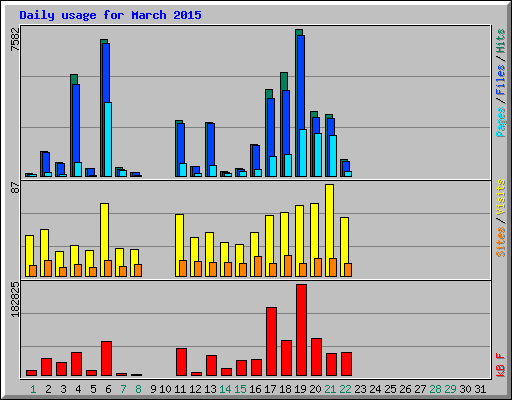 Daily usage for March 2015
7582
87
182825
Pages / Files / Hits
Sites / Visits
kB F
1 2 3 4 5 6 7 8 9 10 11 12 13 14 15 16 17 18 19 20 21 22 23 24 25 26 27 28 29 30 31